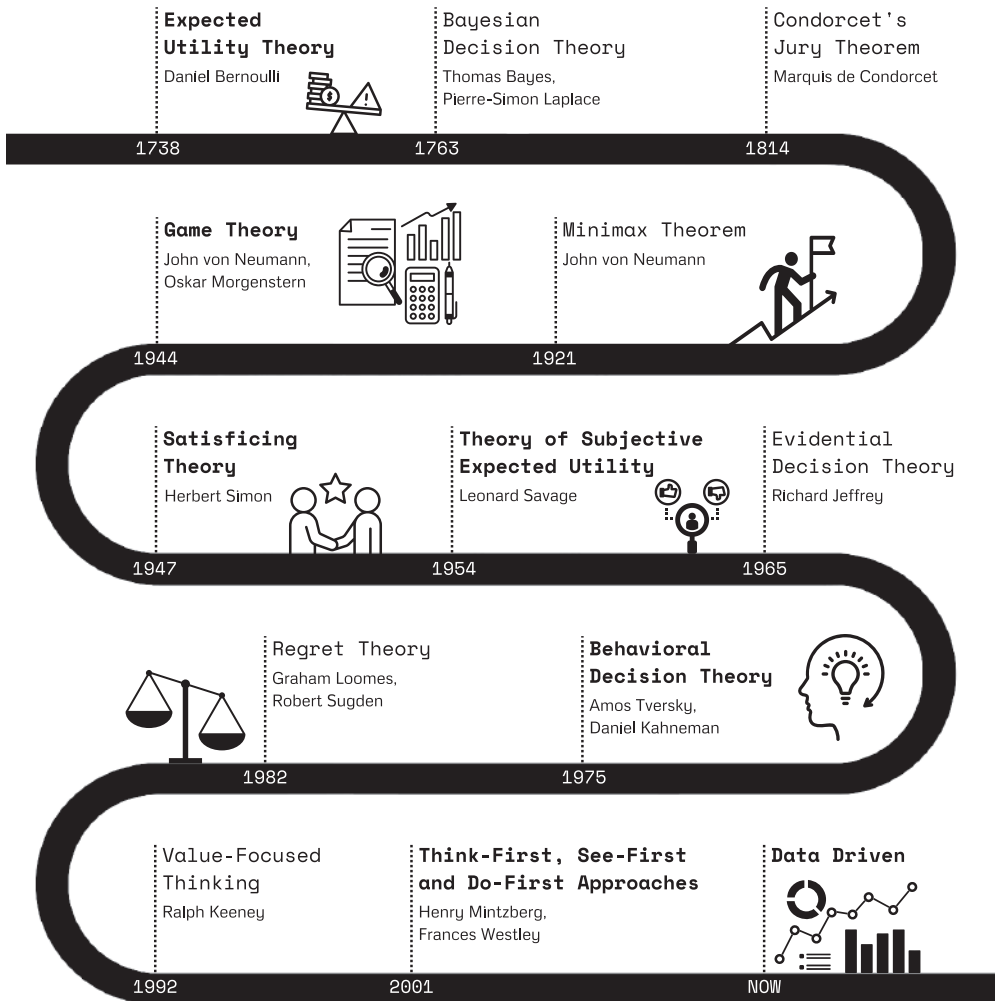 Expected
Utility Theory
Daniel Bernoulli
1738
Bayesian
Decision Theory
Thomas Bayes,
Pierre-Simon Laplace
1763
Condorcet's
Jury Theorem
Marquis de Condorcet
1814
Minimax Theorem
John von Neumann
1921
Game Theory
John von Neumann,
Oskar Morgenstern
1944
Satisficing
Theory
Herbert Simon
1947
Theory of Subjective
Expected Utility
Leonard Savage
1954
Evidential
Decision Theory
Richard Jeffrey
1965
Behavioral
Decision Theory
Amos Tversky,
Daniel Kahneman
1975
Regret Theory
Graham Loomes,
Robert Sugden
1982
Value-Focused
Thinking
Ralph Keeney
1992
Think-First, See-First
and Do-First Approaches
Henry Mintzberg,
Frances Westley
2001
Data Driven
NOW